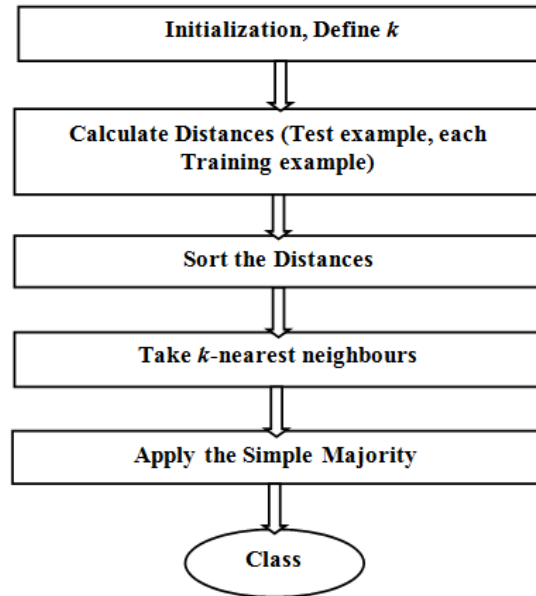 Initialization, Define k
Calculate Distances (Test example, each
Training example)
Sort the Distances
Take k-nearest neighbours
Apply the Simple Majority
Class